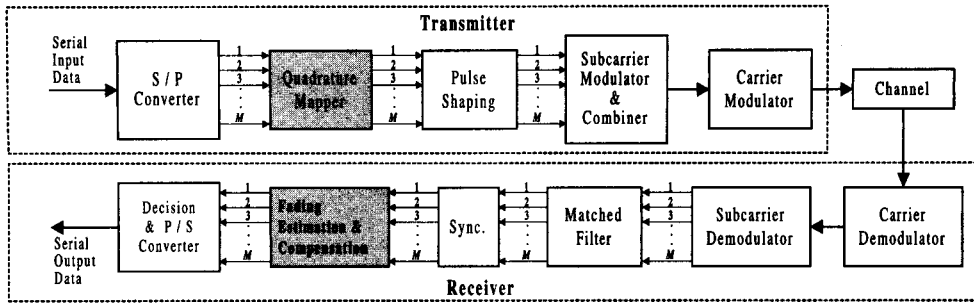 Transmitter
Serial
Input
Data
S / P
Converter
1
2
3
M
Quadrature
Mapper
1
2
3
M
Pulse
Shaping
1
2
3
M
Subcarrier
Modulator
&
Combiner
Carrier
Modulator
Channel
Decision
& P / S
Converter
1
2
3
M
Fading
Estimation &
Compensation
1
2
3
M
Sync.
1
2
3
M
Matched
Filter
1
2
3
M
Subcarrier
Demodulator
Carrier
Demodulator
Serial
Output
Data
Receiver